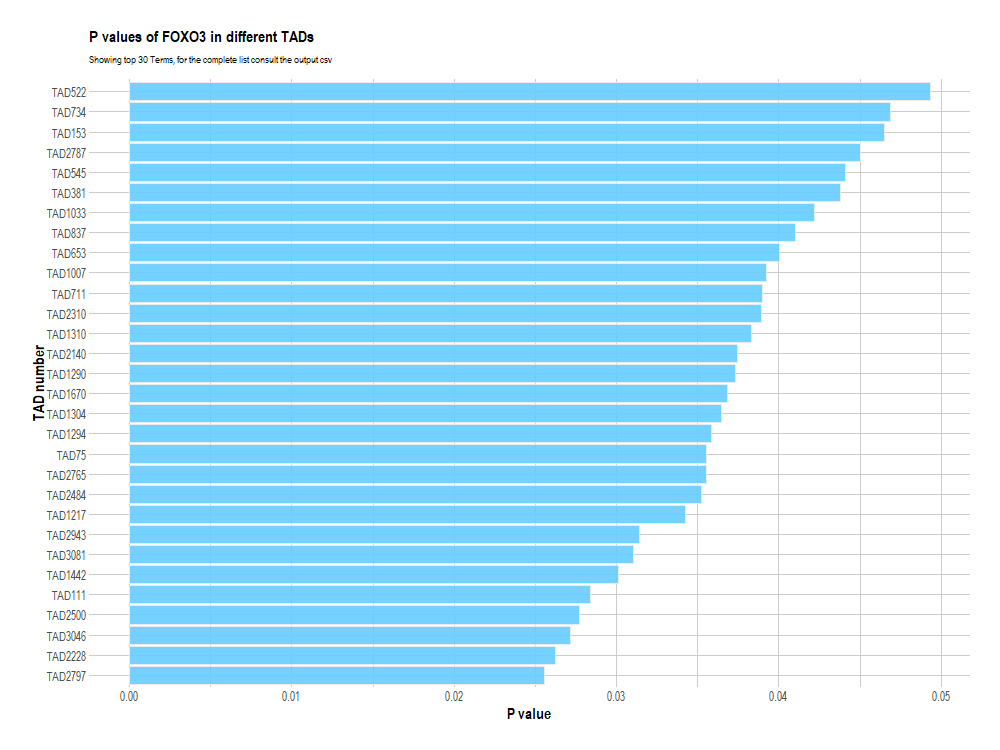 P values of FOXO3 in different TADs
Showing top 30 Terms, for the complete list consult the output csv
TAD522
TAD734
TAD153
TAD2787
TAD545
TAD381
TAD1033
TAD837
TAD653
TAD1007
TAD711
TAD2310
TAD1310
TAD2140
TAD1290
TAD1670
TAD1304
TAD1294
TAD75
TAD2765
TAD2484
TAD1217
TAD2943
TAD3081
TAD1442
TAD111
TAD2500
TAD3046
TAD2228
TAD2797
TAD number
0.00 0.01 0.02 0.03 0.04 0.05
P value